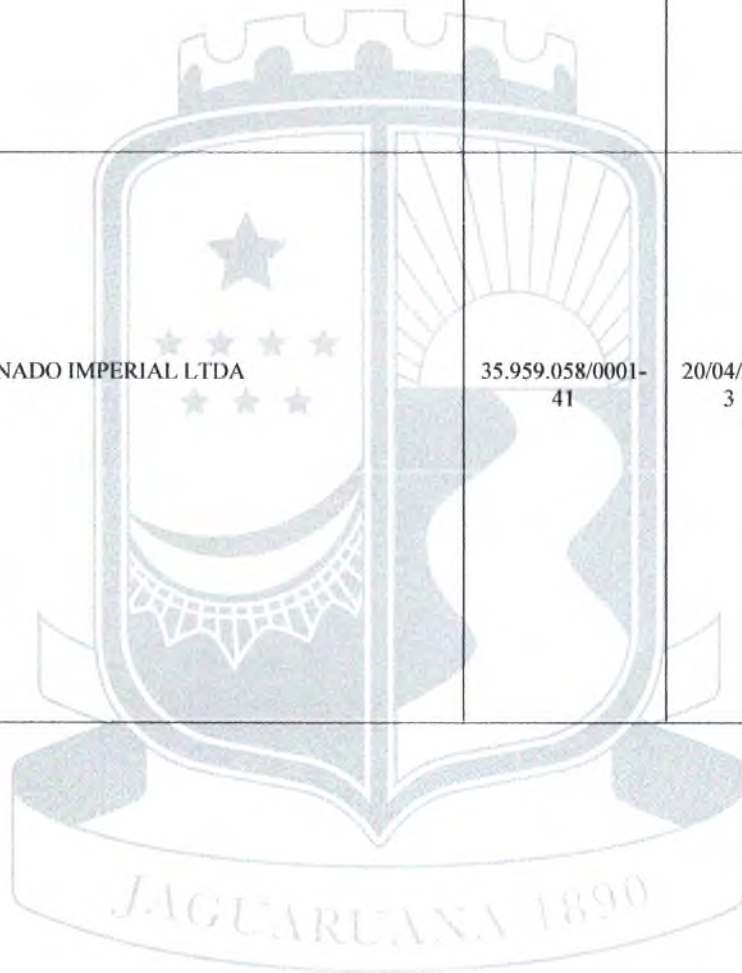 NADO IMPERIAL LTDA
35.959.058/0001-
41
20/04/
3
JAGUARUANA 1890